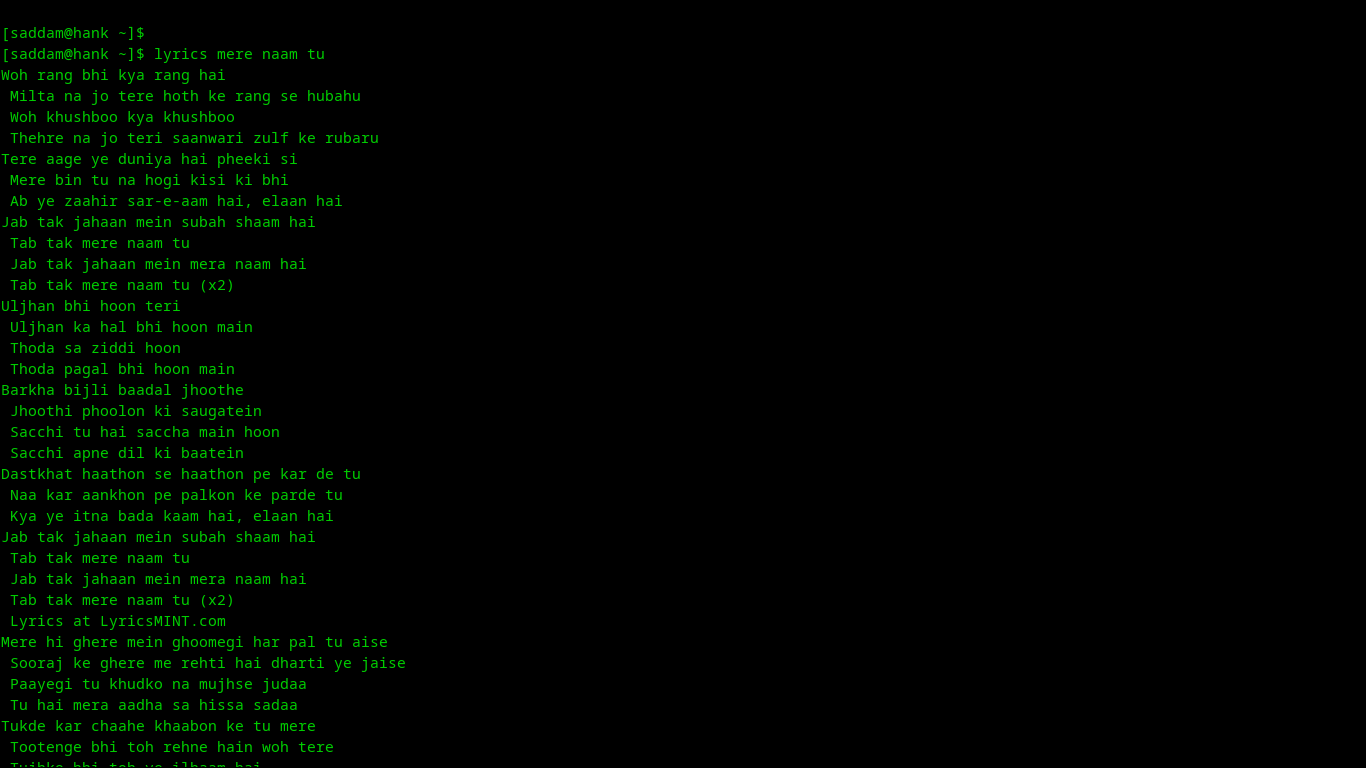 [saddam@hank ~]$
[saddam@hank ~]$ lyrics mere naam tu
Woh rang bhi kya rang hai
Milta na jo tere hoth ke rang se hubahu
Woh khushboo kya khushboo
Thehre na jo teri saanwari zulf ke rubaru
Tere aage ye duniya hai pheeki si
Mere bin tu na hogi kisi ki bhi
Ab ye zaahir sar-e-aam hai, elaan hai
Jab tak jahaan mein subah shaam hai
Tab tak mere naam tu
Jab tak jahaan mein mera naam hai
Tab tak mere naam tu (x2)
Uljhan bhi hoon teri
Uljhan ka hal bhi hoon main
Thoda sa ziddi hoon
Thoda pagal bhi hoon main
Barkha bijli baadal jhoothe
Jhoothi phoolon ki saugatein
Sacchi tu hai saccha main hoon
Sacchi apne dil ki baatein
Dastkhat haathon se haathon pe kar de tu
Naa kar aankhon pe palkon ke parde tu
Kya ye itna bada kaam hai, elaan hai
Jab tak jahaan mein subah shaam hai
Tab tak mere naam tu
Jab tak jahaan mein mera naam hai
Tab tak mere naam tu (x2)
Lyrics at LyricsMINT.com
Mere hi ghere mein ghoomegi har pal tu aise
Sooraj ke ghere me rehti hai dharti ye jaise
Paayegi tu khudko na mujhse judaa
Tu hai mera aadha sa hissa sadaa
Tukde kar chaahe khaabon ke tu mere
Tootenge bhi toh rehne hain woh tere
Tujhko bhi toh ye ilhaam hai